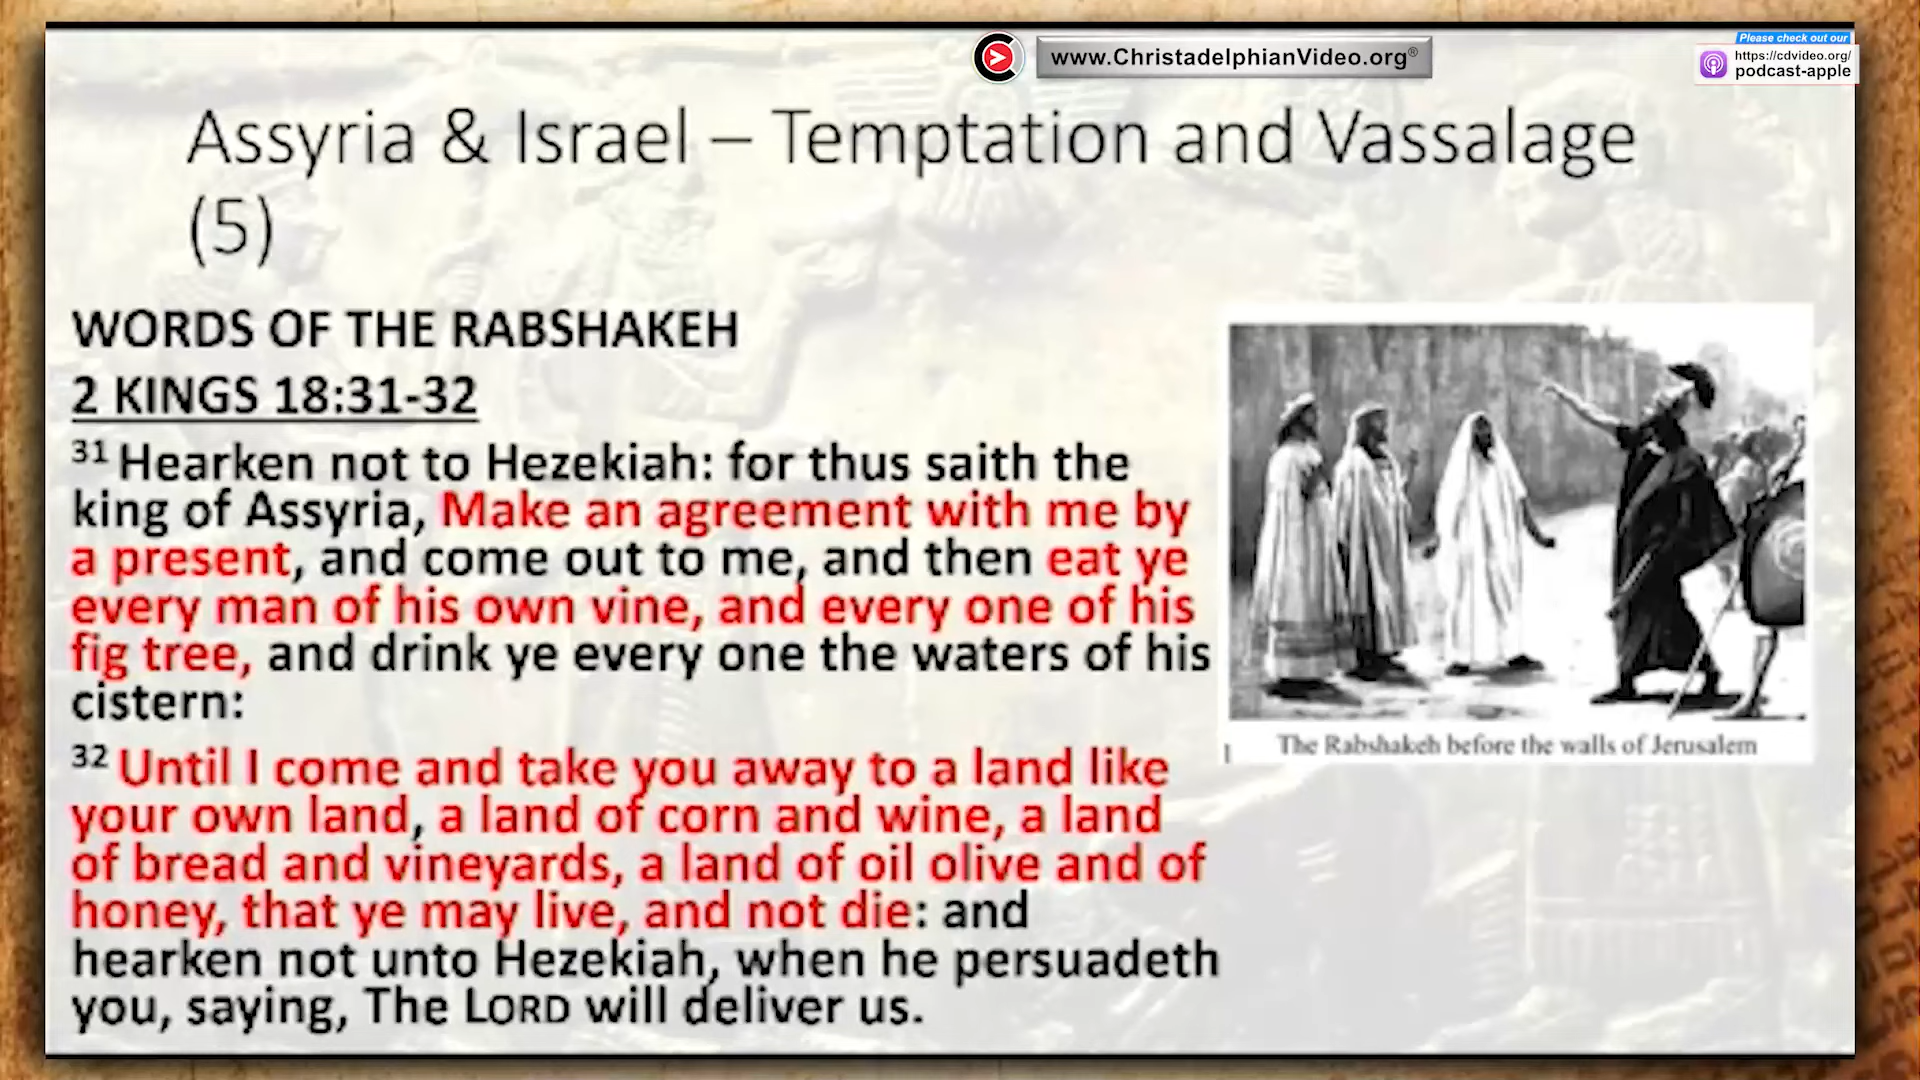 www.ChristadelphianVideo.org®
Please check out our
https://cdvideo.org/
podcast-apple
Assyria & Israel – Temptation and Vassalage
(5)
WORDS OF THE RABSHAKEH
2 KINGS 18:31-32
31 Hearken not to Hezekiah: for thus saith the
king of Assyria, Make an agreement with me by
a present, and come out to me, and then eat ye
every man of his own vine, and every one of his
fig tree, and drink ye every one the waters of his
cistern:
32 Until I come and take you away to a land like
your own land, a land of corn and wine, a land
of bread and vineyards, a land of oil olive and of
honey, that ye may live, and not die: and
hearken not unto Hezekiah, when he persuadeth
you, saying, The LORD will deliver us.
The Rabshakeh before the walls of Jerusalem